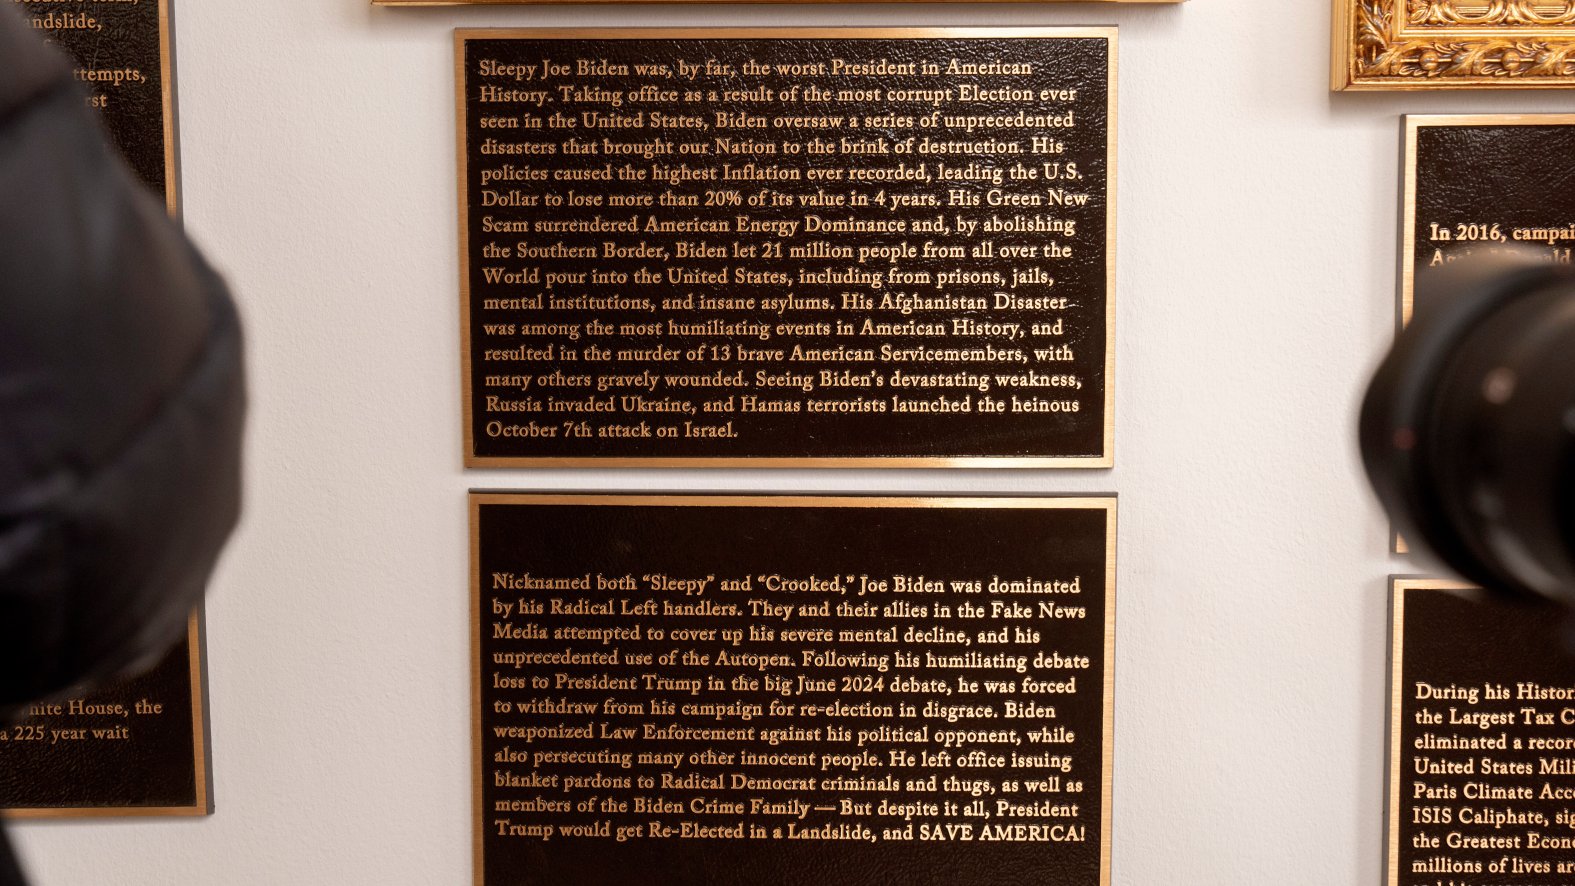 andslide,
ttempts,
rst
hite House, the
a 225 year wait
Sleepy Joe Biden was, by far, the worst President in American
History. Taking office as a result of the most corrupt Election ever
seen in the United States, Biden oversaw a series of unprecedented
disasters that brought our Nation to the brink of destruction. His
policies caused the highest Inflation ever recorded, leading the U.S.
Dollar to lose more than 20% of its value in 4 years. His Green New
Scam surrendered American Energy Dominance and, by abolishing
the Southern Border, Biden let 21 million people from all over the
World pour into the United States, including from prisons, jails,
mental institutions, and insane asylums. His Afghanistan Disaster
was among the most humiliating events in American History, and
resulted in the murder of 13 brave American Servicemembers, with
many others gravely wounded. Seeing Biden's devastating weakness,
Russia invaded Ukraine, and Hamas terrorists launched the heinous
October 7th attack on Israel.
Nicknamed both “Sleepy” and “Crooked,” Joe Biden was dominated
by his Radical Left handlers. They and their allies in the Fake News
Media attempted to cover up his severe mental decline, and his
unprecedented use of the Autopen. Following his humiliating debate
loss to President Trump in the big June 2024 debate, he was forced
to withdraw from his campaign for re-election in disgrace. Biden
weaponized Law Enforcement against his political opponent, while
also persecuting many other innocent people. He left office issuing
blanket pardons to Radical Democrat criminals and thugs, as well as
members of the Biden Crime Family — But despite it all, President
Trump would get Re-Elected in a Landslide, and SAVE AMERICA!
In 2016, campai
During his Histor
the Largest Tax C
eliminated a recor
United States Mili
Paris Climate Acc
ISIS Caliphate, sig
the Greatest Econ
millions of lives ar